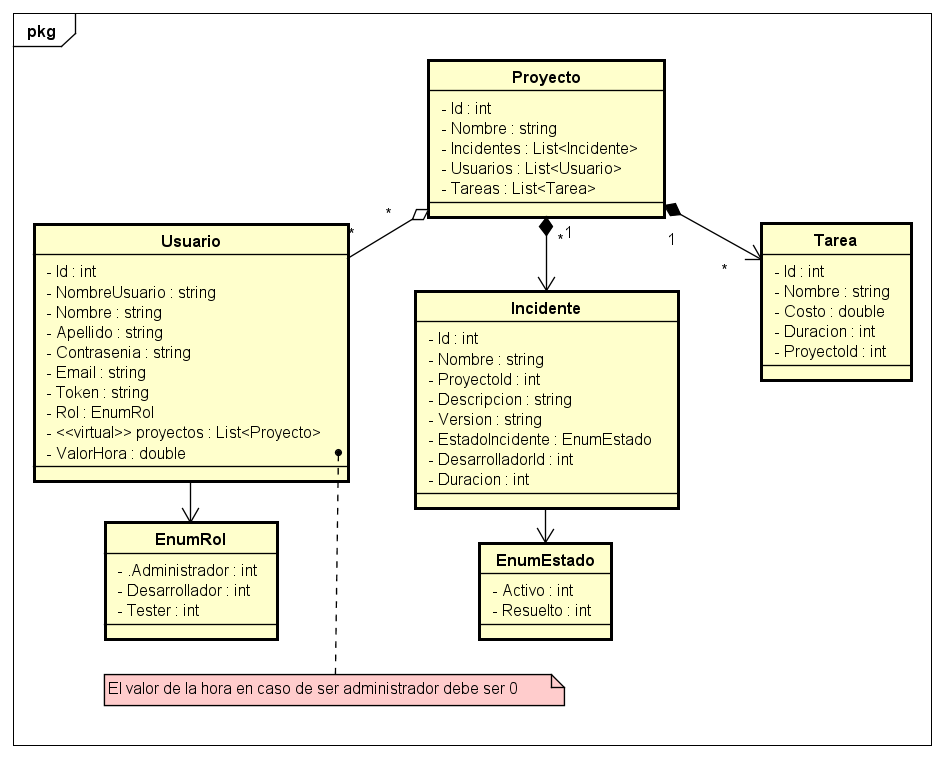 pkg
Proyecto
- Id : int
- Nombre : string
- Incidentes : List<Incidente>
- Usuarios : List<Usuario>
- Tareas : List<Tarea>
*
*
* 1
1
*
Usuario
- Id : int
- NombreUsuario : string
- Nombre : string
- Apellido : string
- Contrasenia : string
- Email : string
- Token : string
- Rol : EnumRol
- <<virtual>> proyectos : List<Proyecto>
- ValorHora : double
Incidente
- Id : int
- Nombre : string
- ProyectoId : int
- Descripcion : string
- Version : string
- EstadoIncidente : EnumEstado
- DesarrolladorId : int
- Duracion : int
Tarea
- Id : int
- Nombre : string
- Costo : double
- Duracion : int
- ProyectoId : int
EnumRol
- .Administrador : int
- Desarrollador : int
- Tester : int
EnumEstado
- Activo : int
- Resuelto : int
El valor de la hora en caso de ser administrador debe ser 0